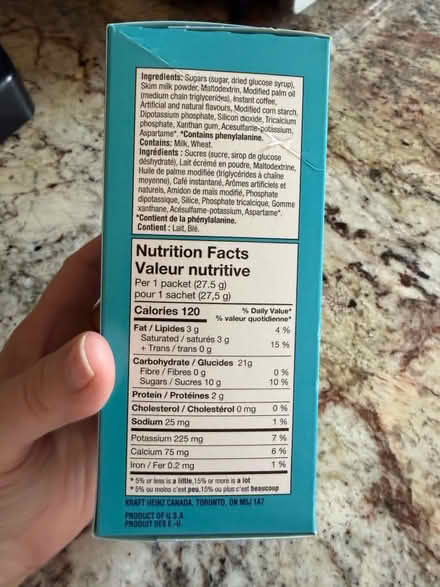 Ingredients: Sugars (sugar, dried glucose syrup),
Skim milk powder, Maltodextrin, Modified palm oil
(medium chain triglycerides), Instant coffee,
Artificial and natural flavours, Modified corn starch,
Dipotassium phosphate, Silicon dioxide, Tricalcium
phosphate, Xanthan gum, Acesulfame-potassium,
Aspartame*. *Contains phenylalanine.
Contains: Milk, Wheat.
Ingrédients : Sucres (sucre, sirop de glucose
déshydraté), Lait écrémé en poudre, Maltodextrine,
Huile de palme modifiée (triglycérides à chaîne
moyenne), Café instantané, Arômes artificiels et
naturels, Amidon de maïs modifié, Phosphate
dipotassique, Silice, Phosphate tricalcique, Gomme
xanthane, Acésulfame-potassium, Aspartame*.
*Contient de la phénylalanine.
Contient : Lait, Blé.
Nutrition Facts
Valeur nutritive
Per 1 packet (27.5 g)
pour 1 sachet (27,5 g)
Calories 120 % Daily Value*
% valeur quotidienne*
Fat / Lipides 3 g 4 %
Saturated / saturés 3 g
+ Trans / trans 0 g 15 %
Carbohydrate / Glucides 21g
Fibre / Fibres 0 g 0 %
Sugars / Sucres 10 g 10 %
Protein / Protéines 2 g
Cholesterol / Cholestérol 0 mg 0 %
Sodium 25 mg 1 %
Potassium 225 mg 7 %
Calcium 75 mg 6 %
Iron / Fer 0.2 mg 1 %
* 5% or less is a little, 15% or more is a lot
* 5% ou moins c'est peu, 15% ou plus c'est beaucoup
KRAFT HEINZ CANADA, TORONTO, ON M5J 1A7
PRODUCT OF U.S.A.
PRODUIT DES É.-U.